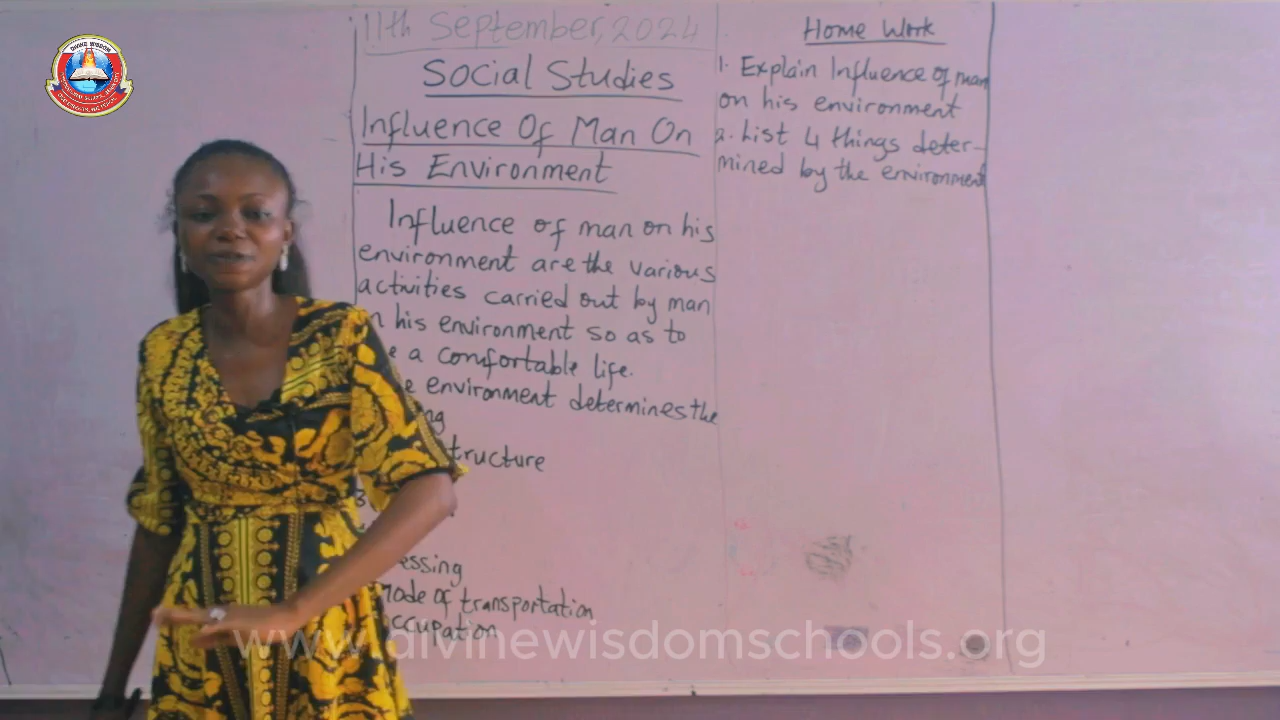 11th September, 2024
Social Studies
Influence Of Man On
His Environment
Influence of man on his
environment are the various
activities carried out by man
his environment so as to
a comfortable life.
environment determines the
tructure
essing
mode of transportation
ccupation
Home Work
1. Explain Influence of man
on his environment
2. List 4 things deter-
mined by the environment
DIVINE WISDOM
www.divinewisdomschools.org